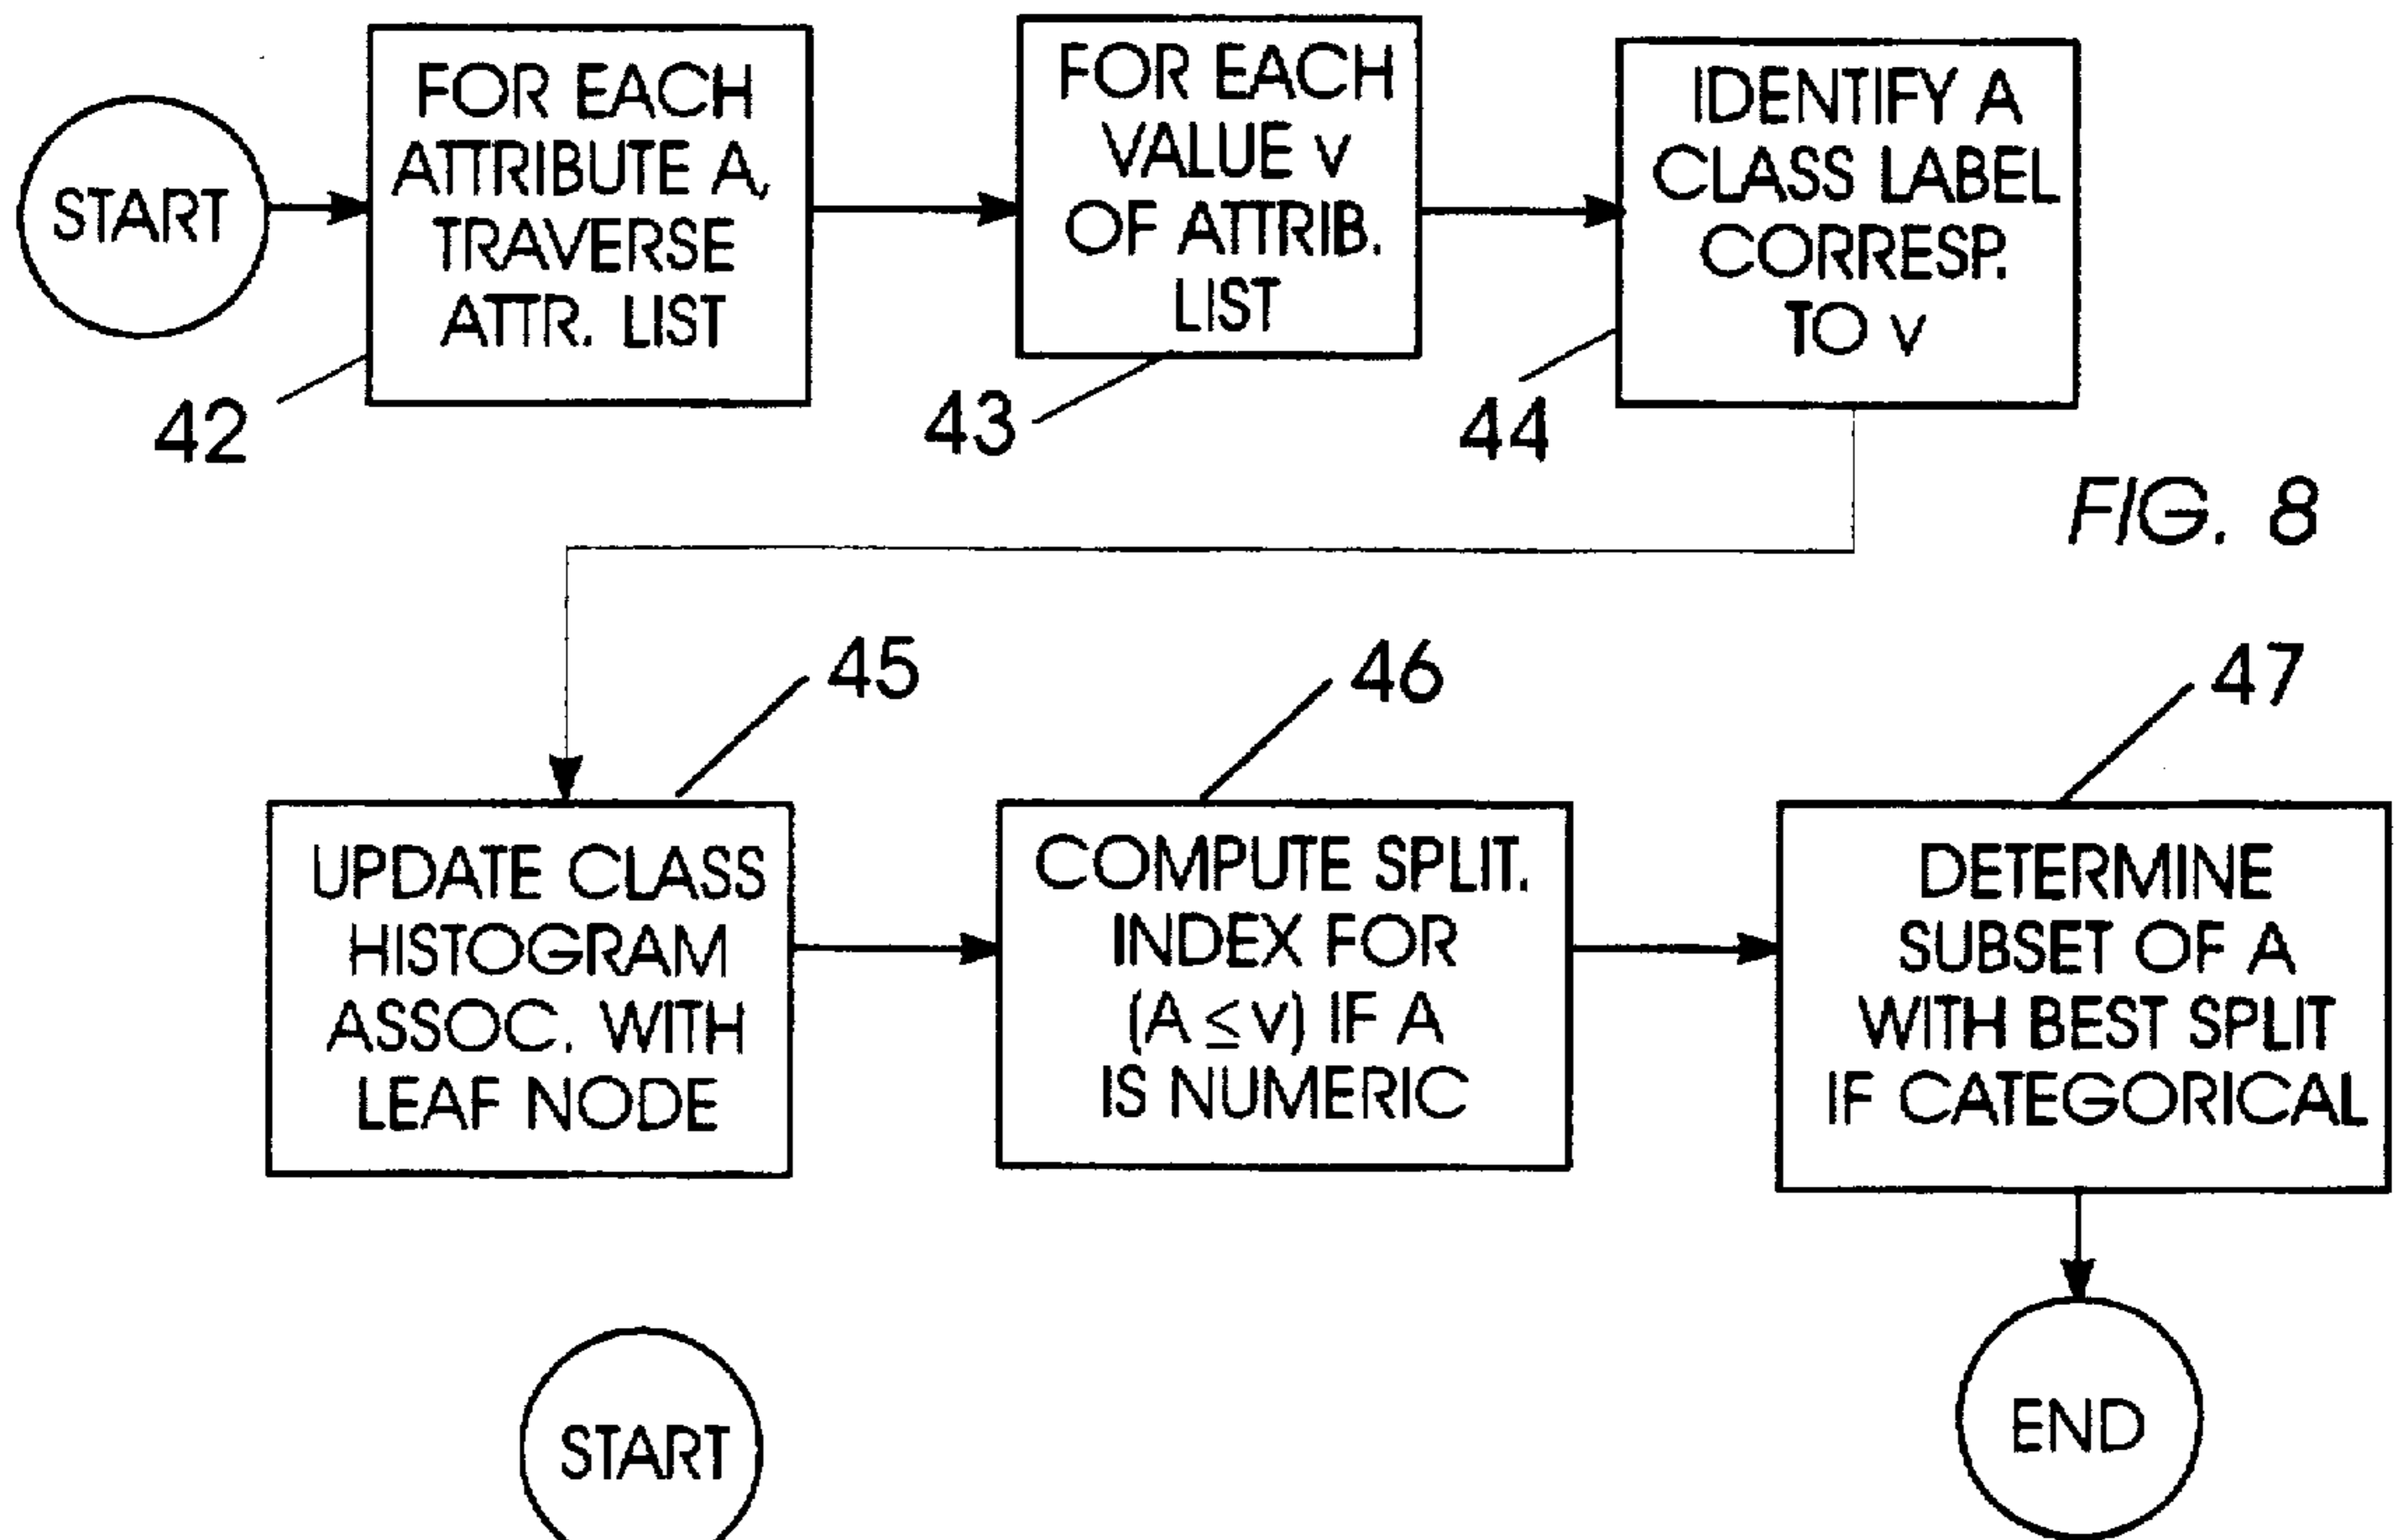 START
FOR EACH
ATTRIBUTE A,
TRAVERSE
ATTR. LIST
42
FOR EACH
VALUE v
OF ATTRIB.
LIST
43
IDENTIFY A
CLASS LABEL
CORRESP.
TO v
44
FIG. 8
45
UPDATE CLASS
HISTOGRAM
ASSOC. WITH
LEAF NODE
46
COMPUTE SPLIT.
INDEX FOR
(A ≤ v) IF A
IS NUMERIC
47
DETERMINE
SUBSET OF A
WITH BEST SPLIT
IF CATEGORICAL
END
START